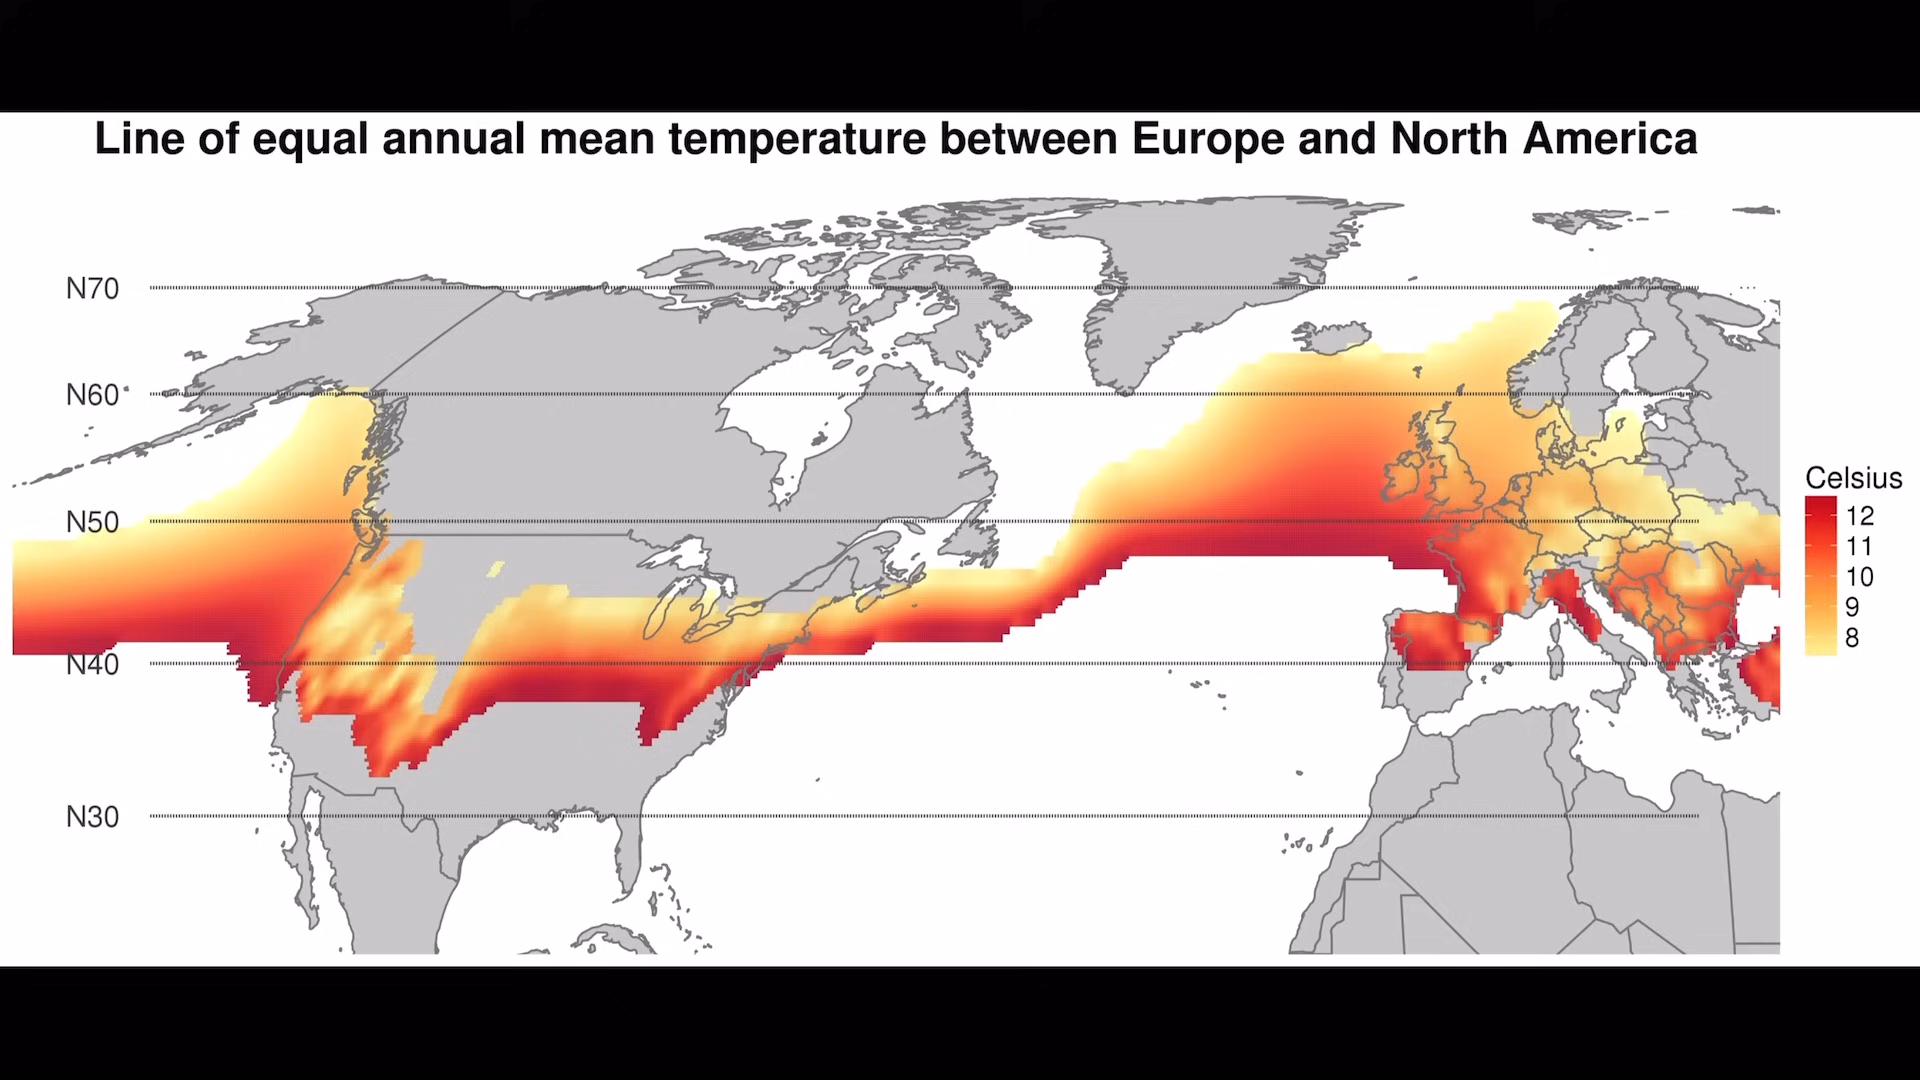 Line of equal annual mean temperature between Europe and North America
N70
N60
N50
N40
N30
Celsius
12
11
10
9
8